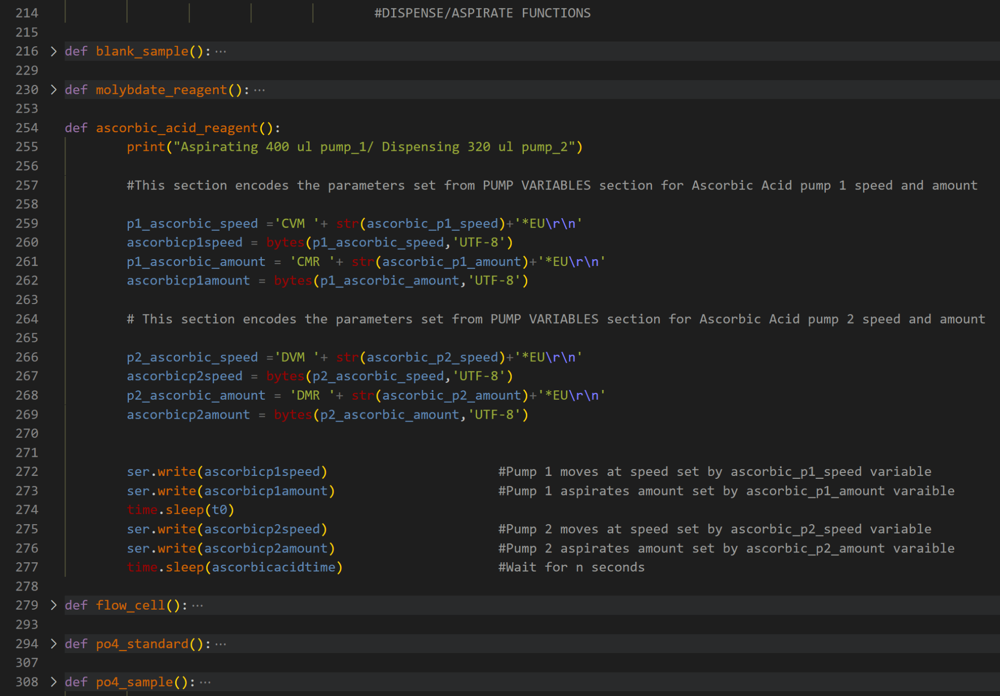 214 #DISPENSE/ASPIRATE FUNCTIONS
215
216 > def blank_sample(): ···
229
230 > def molybdate_reagent(): ···
253
254 def ascorbic_acid_reagent():
255 print("Aspirating 400 ul pump_1/ Dispensing 320 ul pump_2")
256
257 #This section encodes the parameters set from PUMP VARIABLES section for Ascorbic Acid pump 1 speed and amount
258
259 p1_ascorbic_speed ='CVM '+ str(ascorbic_p1_speed)+'*EU\r\n'
260 ascorbicp1speed = bytes(p1_ascorbic_speed,'UTF-8')
261 p1_ascorbic_amount = 'CMR '+ str(ascorbic_p1_amount)+'*EU\r\n'
262 ascorbicp1amount = bytes(p1_ascorbic_amount,'UTF-8')
263
264 # This section encodes the parameters set from PUMP VARIABLES section for Ascorbic Acid pump 2 speed and amount
265
266 p2_ascorbic_speed ='DVM '+ str(ascorbic_p2_speed)+'*EU\r\n'
267 ascorbicp2speed = bytes(p2_ascorbic_speed,'UTF-8')
268 p2_ascorbic_amount = 'DMR '+ str(ascorbic_p2_amount)+'*EU\r\n'
269 ascorbicp2amount = bytes(p2_ascorbic_amount,'UTF-8')
270
271
272 ser.write(ascorbicp1speed) #Pump 1 moves at speed set by ascorbic_p1_speed variable
273 ser.write(ascorbicp1amount) #Pump 1 aspirates amount set by ascorbic_p1_amount varaible
274 time.sleep(t0)
275 ser.write(ascorbicp2speed) #Pump 2 moves at speed set by ascorbic_p2_speed variable
276 ser.write(ascorbicp2amount) #Pump 2 aspirates amount set by ascorbic_p2_amount varaible
277 time.sleep(ascorbicacidtime) #Wait for n seconds
278
279 > def flow_cell(): ···
293
294 > def po4_standard(): ···
307
308 > def po4_sample(): ···